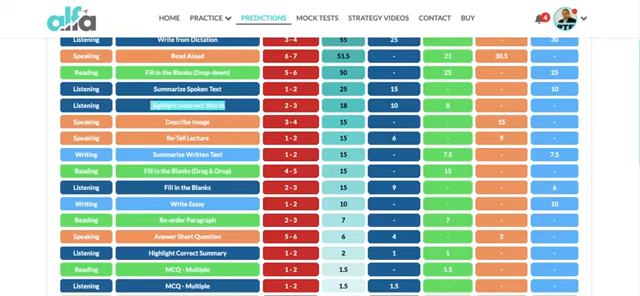 alfa HOME PRACTICE PREDICTIONS MOCK TESTS STRATEGY VIDEOS CONTACT BUY 4
Listening Write from Dictation 3 - 4 55 25 - - 30
Speaking Read Aloud 6 - 7 51.5 - 21 30.5 -
Reading Fill in the Blanks (Drop-down) 5 - 6 50 - 25 - 25
Listening Summarize Spoken Text 1 - 2 25 15 - - 10
Listening Highlight Incorrect Words 2 - 3 18 10 8 - -
Speaking Describe Image 3 - 4 15 - - 15 -
Speaking Re-Tell Lecture 1 - 2 15 6 - 9 -
Writing Summarize Written Text 1 - 2 15 - 7.5 - 7.5
Reading Fill in the Blanks (Drag & Drop) 4 - 5 15 - 15 - -
Listening Fill in the Blanks 2 - 3 15 9 - - 6
Writing Write Essay 1 - 2 10 - - - 10
Reading Re-order Paragraph 2 - 3 7 - 7 - -
Speaking Answer Short Question 5 - 6 6 4 - 2 -
Listening Highlight Correct Summary 1 - 2 2 1 1 - -
Reading MCQ - Multiple 1 - 2 1.5 - 1.5 - -
Listening MCQ - Multiple 1 - 2 1.5 1.5 - - -